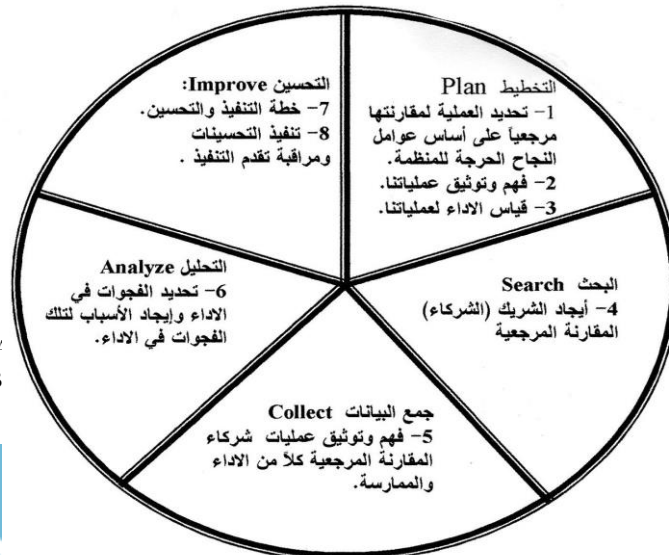 التخطيط Plan
1- تحديد العملية لمقارنتها
مرجعياً على أساس عوامل
النجاح الحرجة للمنظمة.
2- فهم وتوثيق عملياتنا.
3- قياس الاداء لعملياتنا.
البحث Search
4- أيجاد الشريك (الشركاء)
المقارنة المرجعية
جمع البيانات Collect
5- فهم وتوثيق عمليات شركاء
المقارنة المرجعية كلاً من الاداء
والممارسة.
التحليل Analyze
6- تحديد الفجوات في
الاداء وإيجاد الأسباب لتلك
الفجوات في الاداء.
التحسين Improve:
7- خطة التنفيذ والتحسين.
8- تنفيذ التحسينات
ومراقبة تقدم التنفيذ .